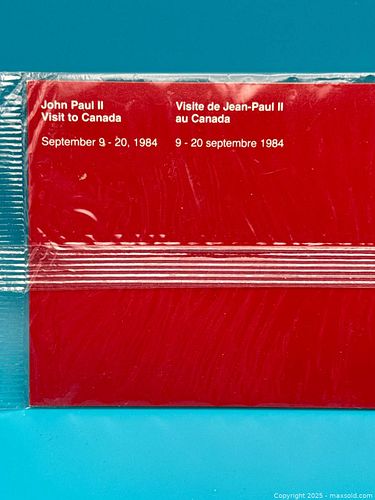 John Paul II
Visit to Canada
September 9 - 20, 1984
Visite de Jean-Paul II
au Canada
9 - 20 septembre 1984
Copyright 2025 - maxsold.com